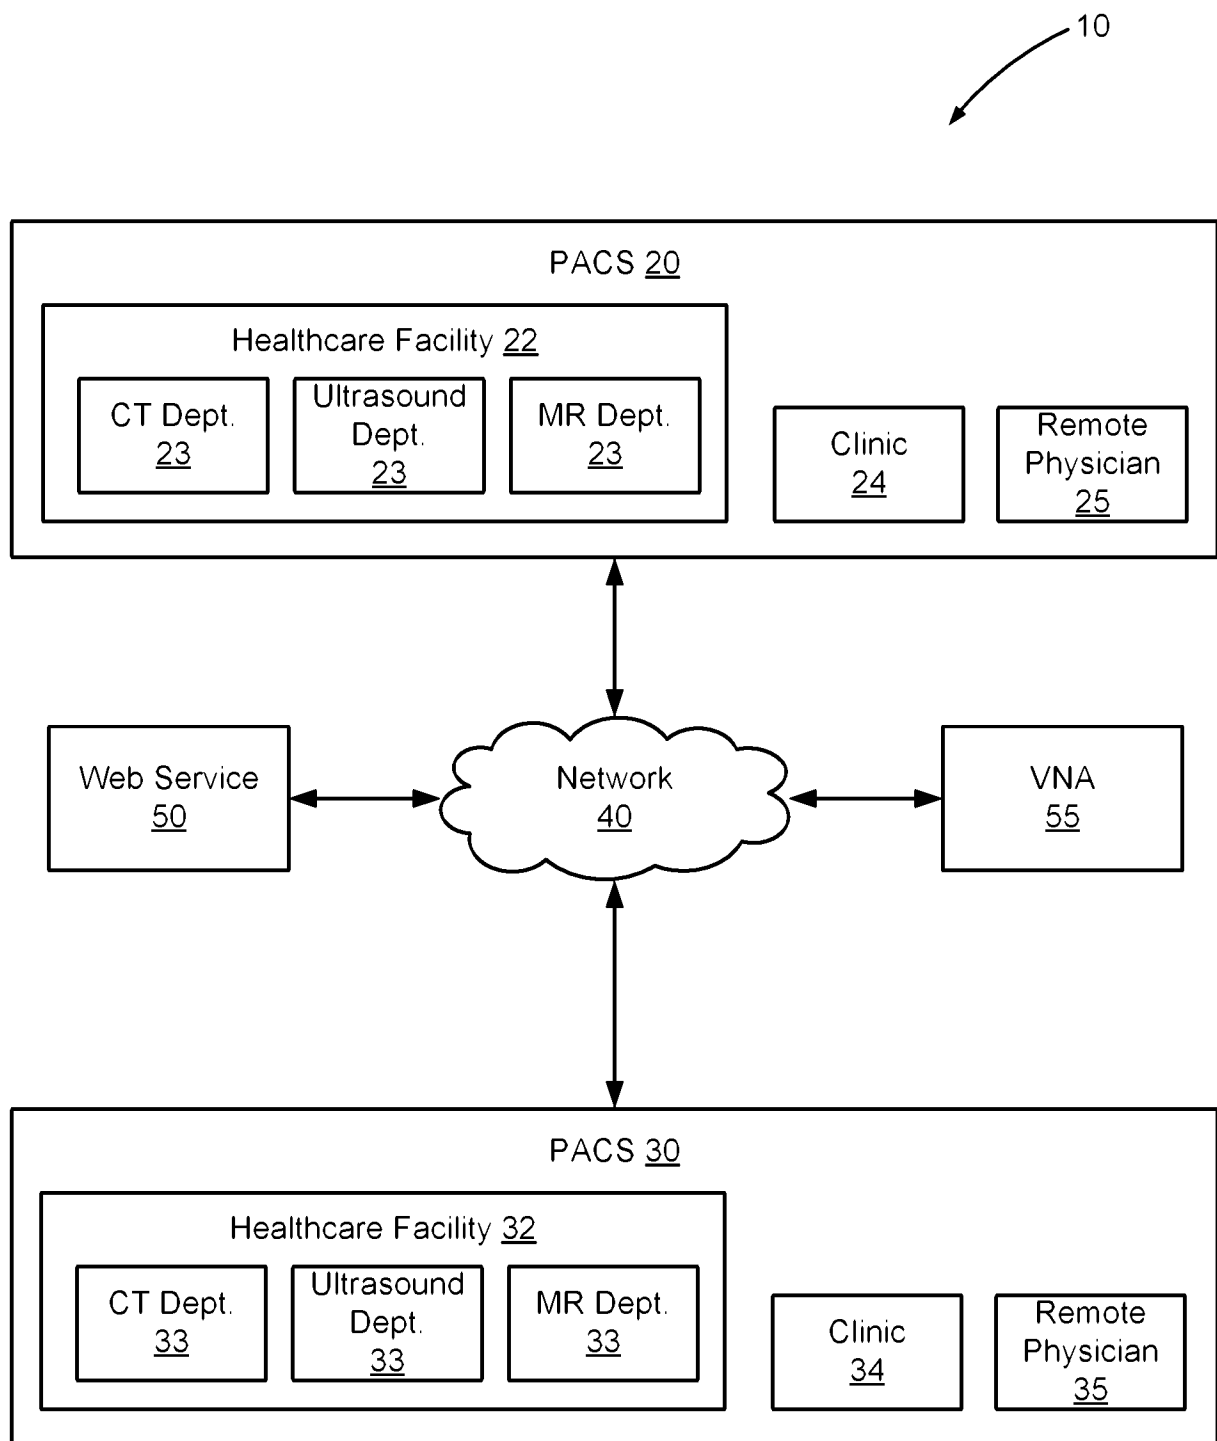 10
PACS 20
Healthcare Facility 22
CT Dept.
23
Ultrasound
Dept.
23
MR Dept.
23
Clinic
24
Remote
Physician
25
Web Service
50
Network
40
VNA
55
PACS 30
Healthcare Facility 32
CT Dept.
33
Ultrasound
Dept.
33
MR Dept.
33
Clinic
34
Remote
Physician
35